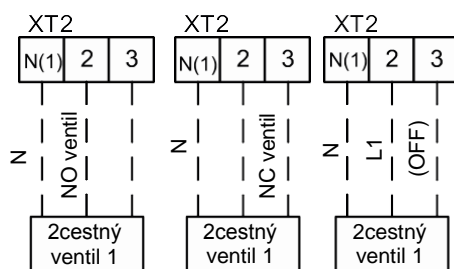 XT2
N(1) 2 3
N
NO ventil
2cestný
ventil 1
XT2
N(1) 2 3
N
NC ventil
2cestný
ventil 1
XT2
N(1) 2 3
N
L1
(OFF)
2cestný
ventil 1